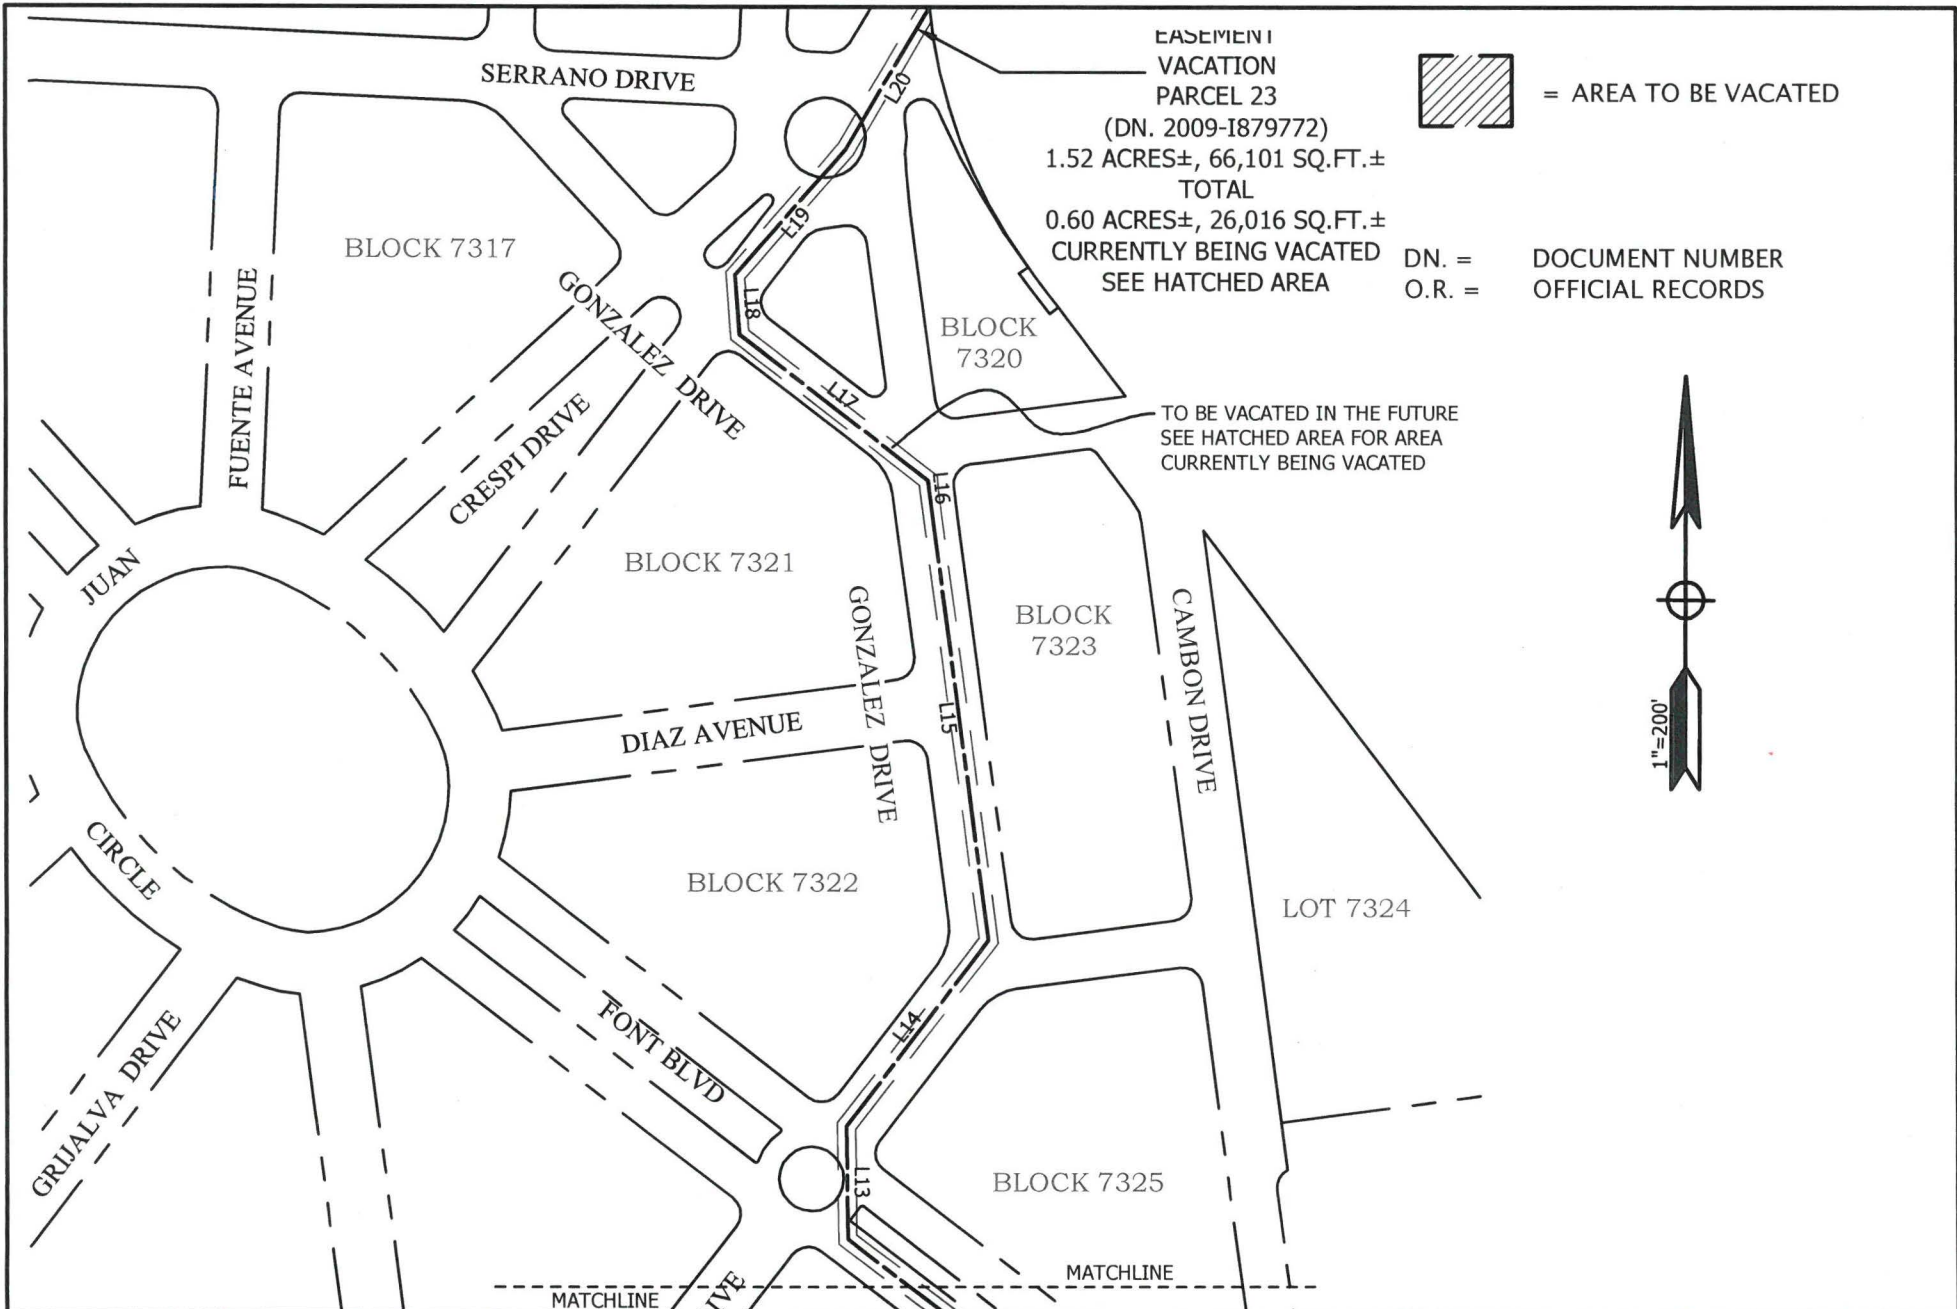 SERRANO DRIVE
L20
EASEMENT
VACATION
PARCEL 23
(DN. 2009-I879772)
1.52 ACRES±, 66,101 SQ.FT.±
TOTAL
0.60 ACRES±, 26,016 SQ.FT.±
CURRENTLY BEING VACATED
SEE HATCHED AREA
= AREA TO BE VACATED
DN. = DOCUMENT NUMBER
O.R. = OFFICIAL RECORDS
BLOCK 7317
L19
L18
GONZALEZ DRIVE
FUENTE AVENUE
BLOCK
7320
L17
CRESPI DRIVE
TO BE VACATED IN THE FUTURE
SEE HATCHED AREA FOR AREA
CURRENTLY BEING VACATED
L16
JUAN
BLOCK 7321
GONZALEZ DRIVE
BLOCK
7323
CAMBON DRIVE
1"=200'
L15
DIAZ AVENUE
CIRCLE
BLOCK 7322
LOT 7324
L14
FONT BLVD
GRIJALVA DRIVE
L13
BLOCK 7325
MATCHLINE
MATCHLINE
IVE